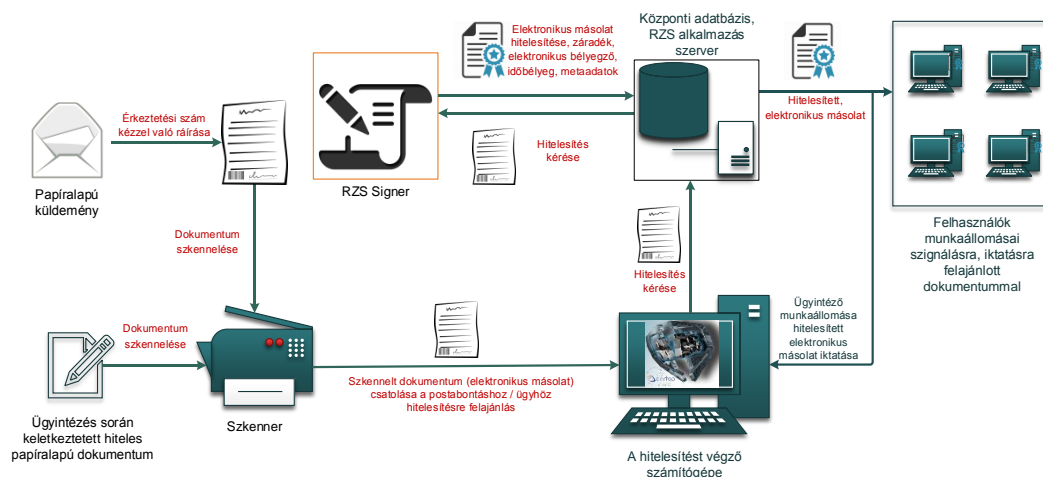 Elektronikus másolat
hitelesítése, záradék,
elektronikus bélyegző,
időbélyeg, metaadatok
Központi adatbázis,
RZS alkalmazás
szerver
Érkeztetési szám
kézzel való ráírása
Hitelesített,
elektronikus másolat
Hitelesítés
kérése
Papíralapú
küldemény
RZS Signer
Felhasználók
munkaállomásai
szignálásra, iktatásra
felajánlott
dokumentummal
Dokumentum
szkennelése
Hitelesítés
kérése
Ügyintéző
munkaállomása
hitelesített
elektronikus
másolat iktatása
Dokumentum
szkennelése
Szkennelt dokumentum (elektronikus másolat)
csatolása a postabontáshoz / ügyhöz
hitelesítésre felajánlás
Ügyintézés során
keletkeztetett hiteles
papíralapú dokumentum
Szkenner
A hitelesítést végző
számítógépe